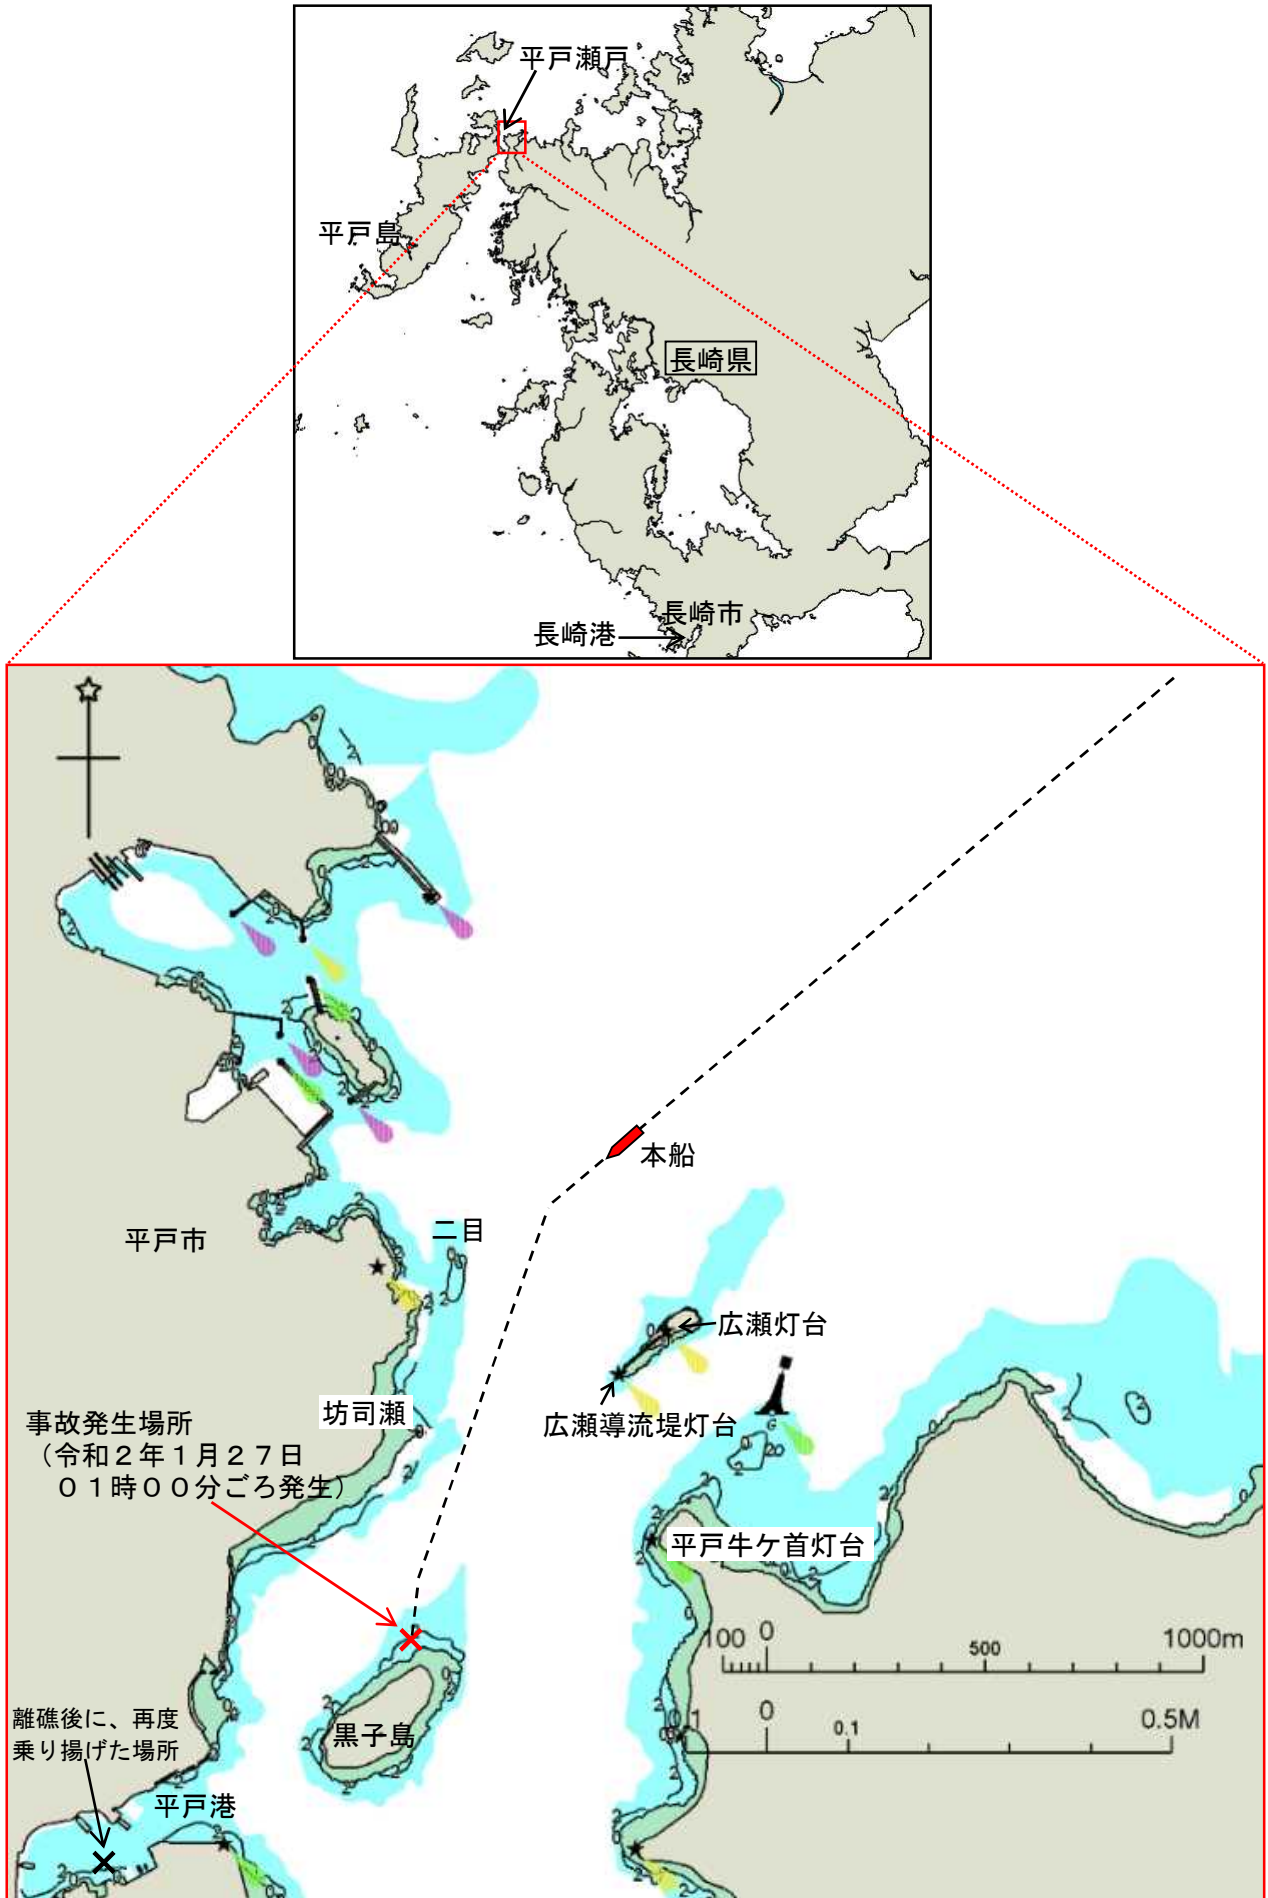 平戸瀬戸
平戸島
長崎県
長崎市
長崎港
本船
二目
平戸市
広瀬灯台
坊司瀬
広瀬導流堤灯台
事故発生場所
（令和２年１月２７日
０１時００分ごろ発生）
平戸牛ケ首灯台
100 0 500 1000m
0.1 0 0.1 0.5M
離礁後に、再度
乗り揚げた場所
黒子島
平戸港